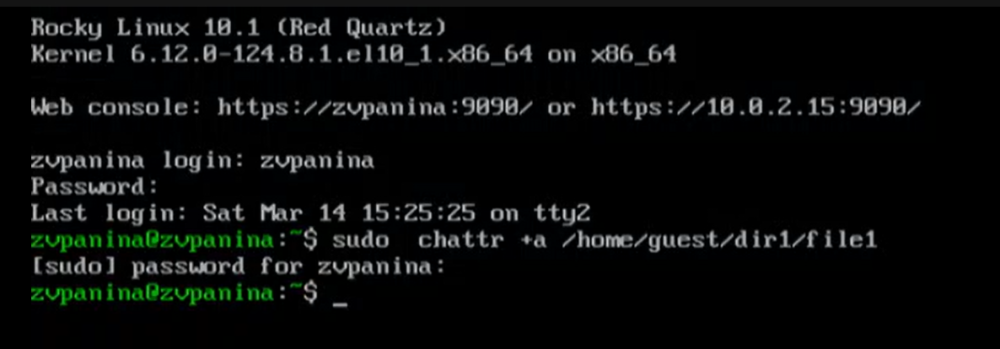 Rocky Linux 10.1 (Red Quartz)
Kernel 6.12.0-124.8.1.el10_1.x86_64 on x86_64
Web console: https://zvpanina:9090/ or https://10.0.2.15:9090/
zvpanina login: zvpanina
Password:
Last login: Sat Mar 14 15:25:25 on tty2
zvpanina@zvpanina:~$ sudo  chattr +a /home/guest/dir1/file1
[sudo] password for zvpanina:
zvpanina@zvpanina:~$ _